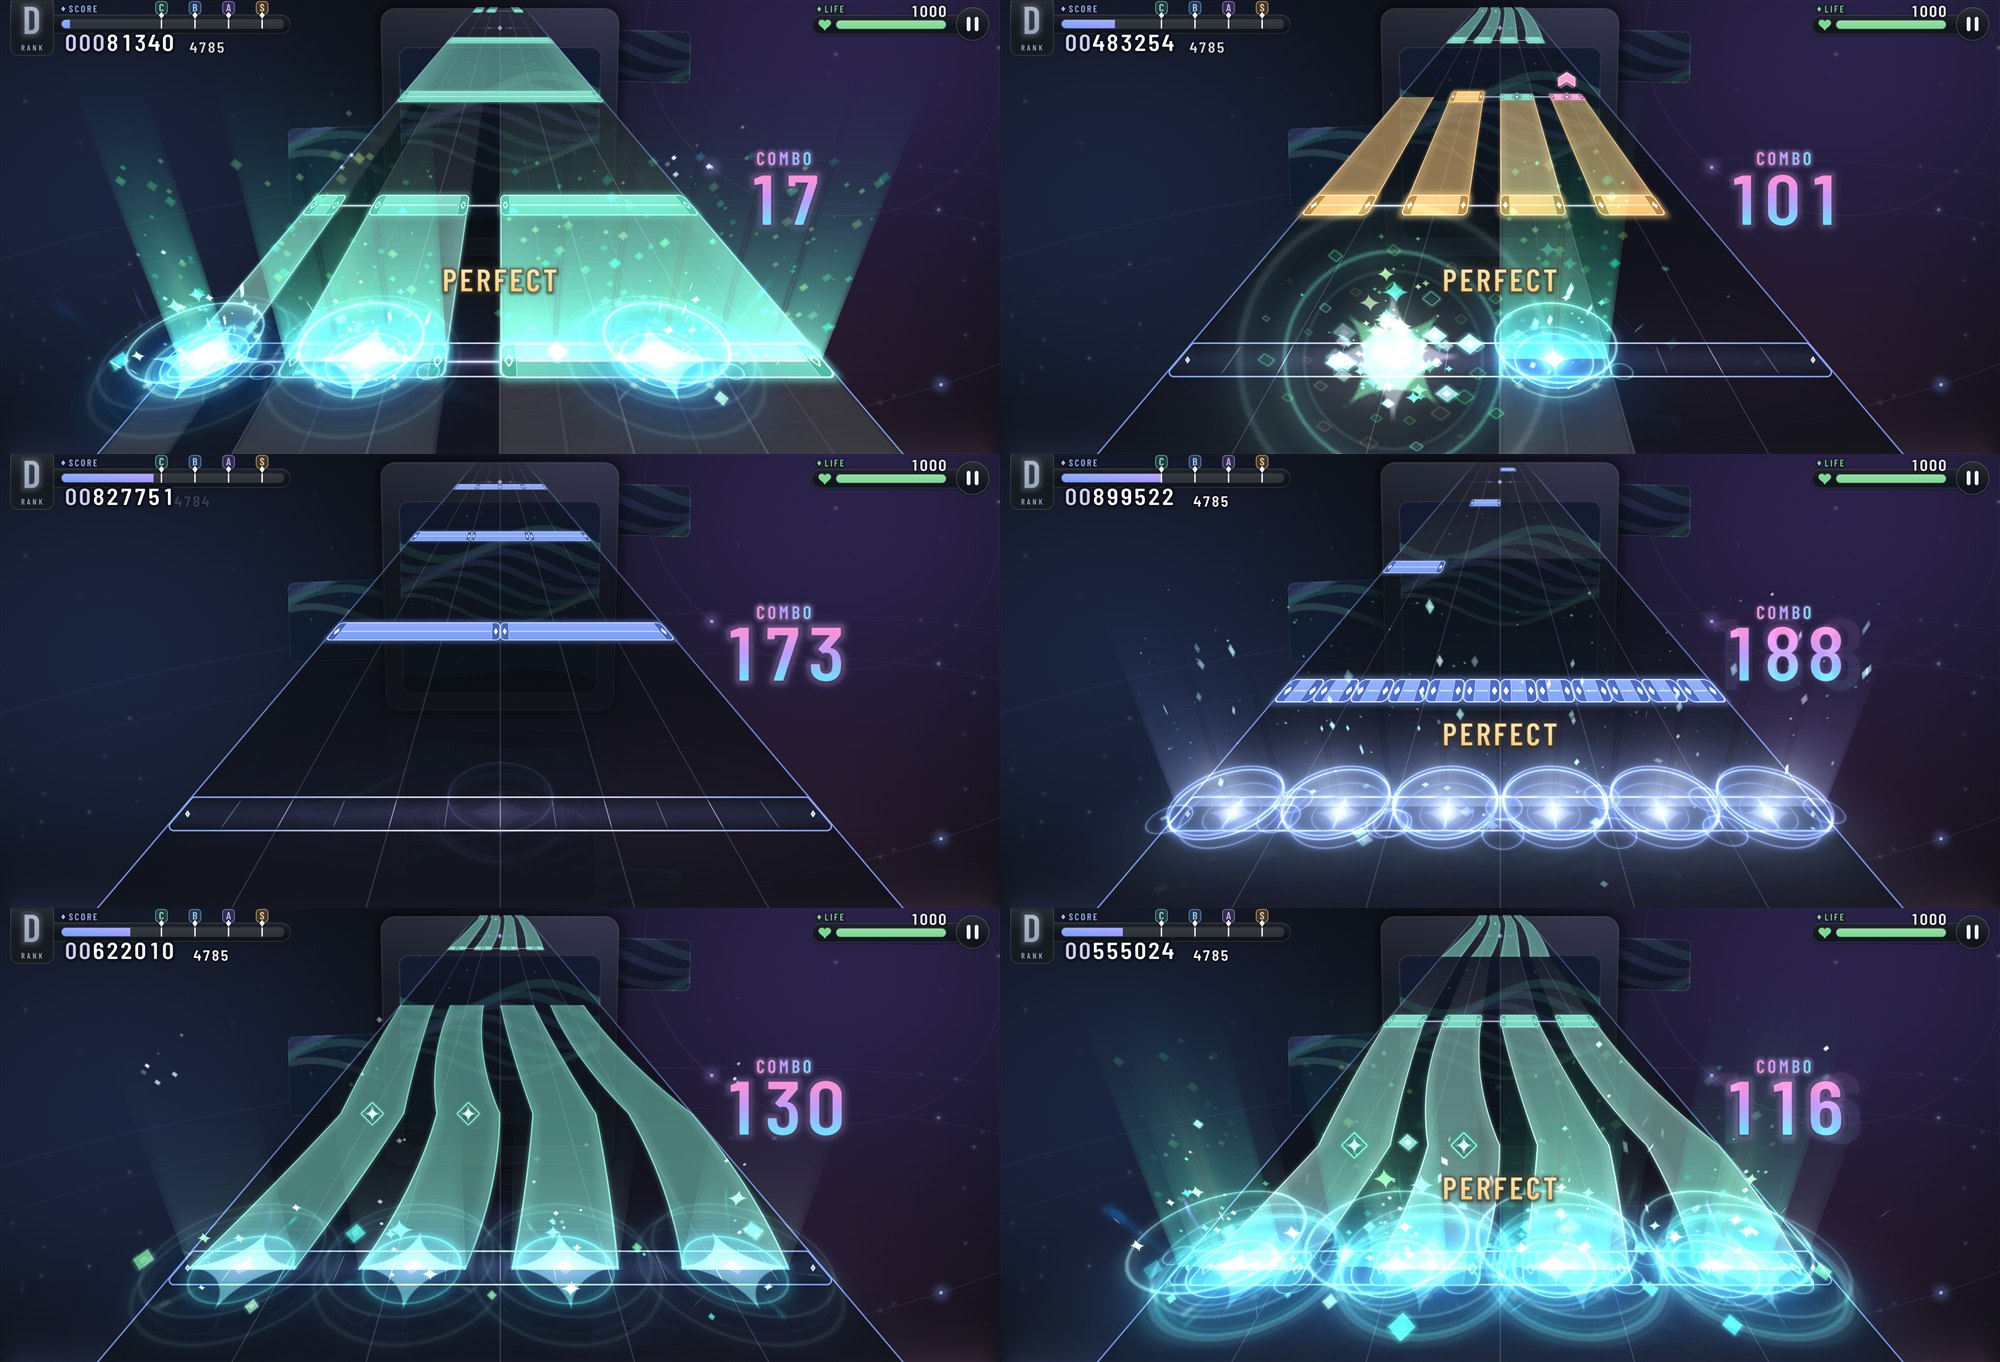 D
RANK
SCORE
C B A S
00081340 4785
LIFE
1000
COMBO
17
PERFECT
D
RANK
SCORE
C B A S
00483254 4785
LIFE
1000
COMBO
101
PERFECT
D
RANK
SCORE
C B A S
00827751 4784
LIFE
1000
COMBO
173
D
RANK
SCORE
C B A S
00899522 4785
LIFE
1000
COMBO
188
PERFECT
D
RANK
SCORE
C B A S
00622010 4785
LIFE
1000
COMBO
130
D
RANK
SCORE
C B A S
00555024 4785
LIFE
1000
COMBO
116
PERFECT